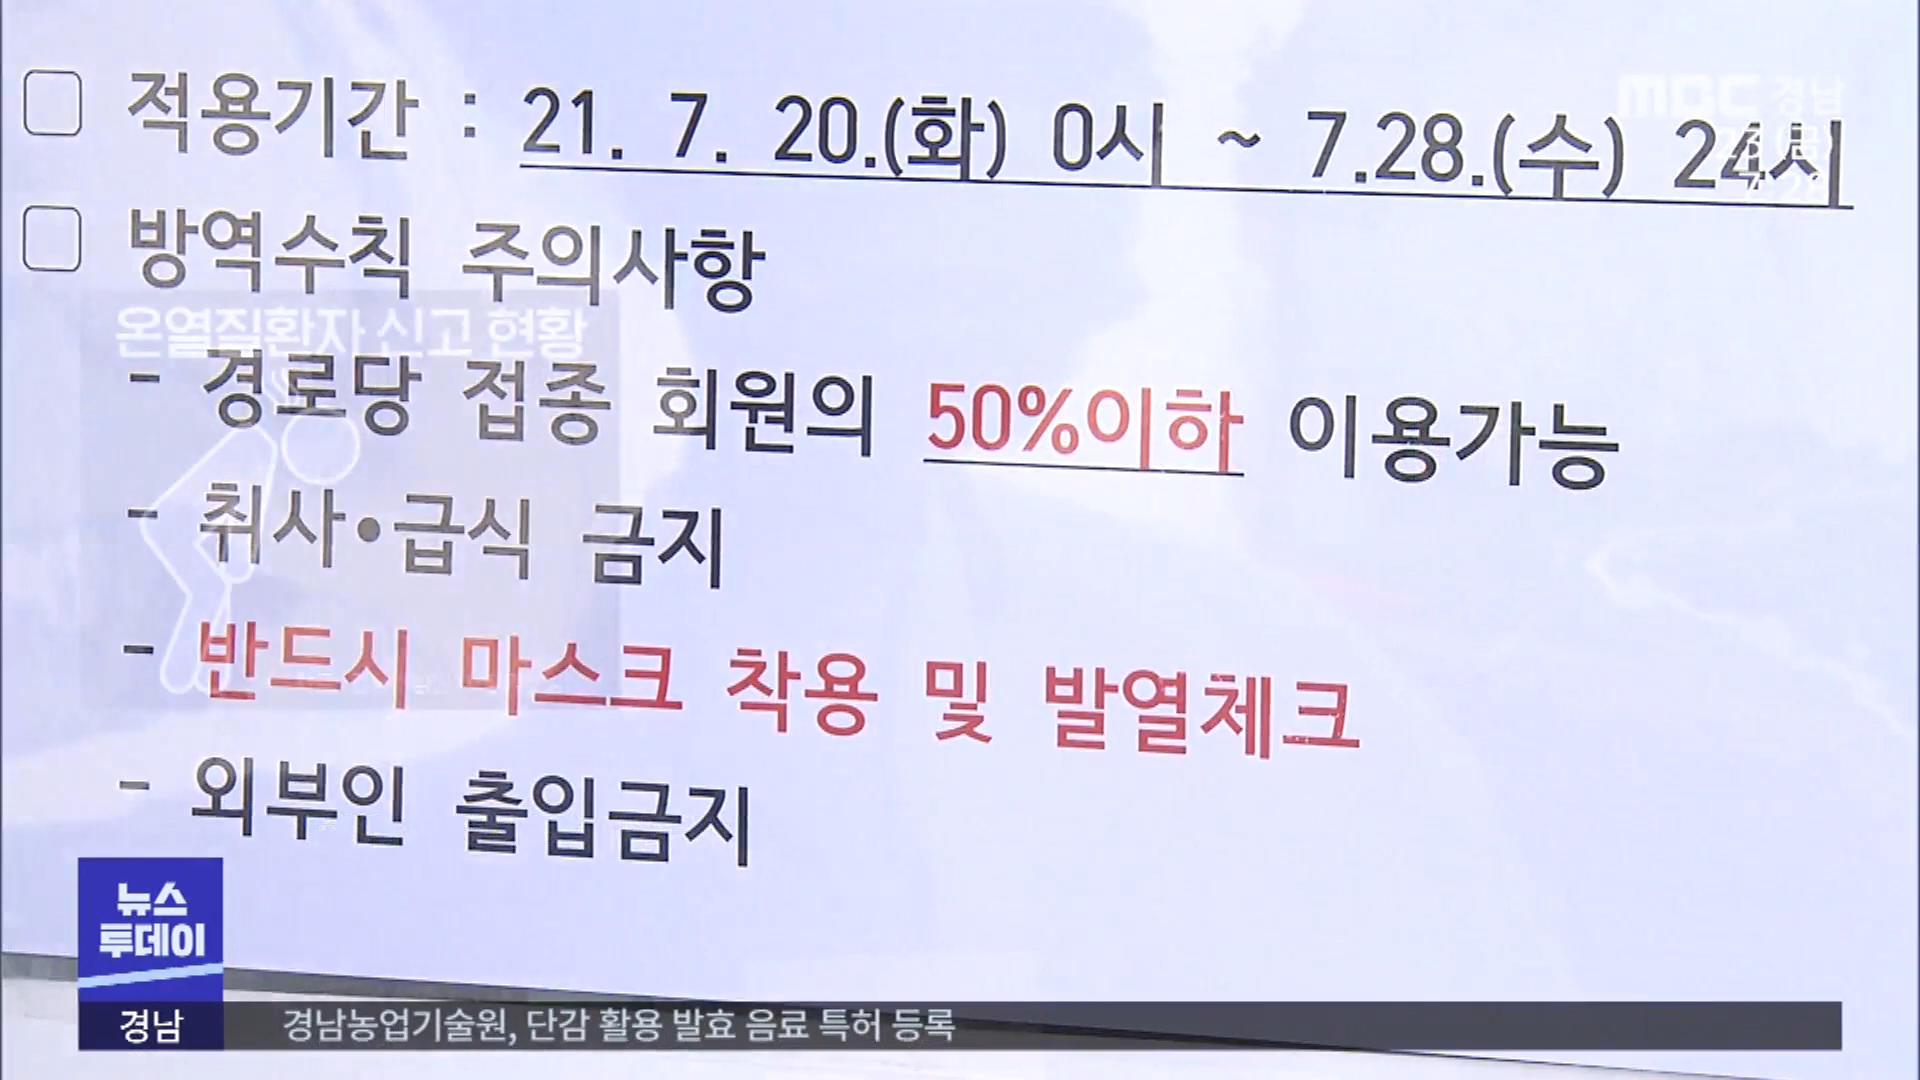 □ 적용기간 : 21. 7. 20.(화) 0시 ~ 7.28.(수) 24시
MBC 경남
□ 방역수칙 주의사항
온열질환자 신고 현황
- 경로당 접종 회원의 50%이하 이용가능
- 취사•급식 금지
- 반드시 마스크 착용 및 발열체크
- 외부인 출입금지
뉴스
투데이
경남
경남농업기술원, 단감 활용 발효 음료 특허 등록